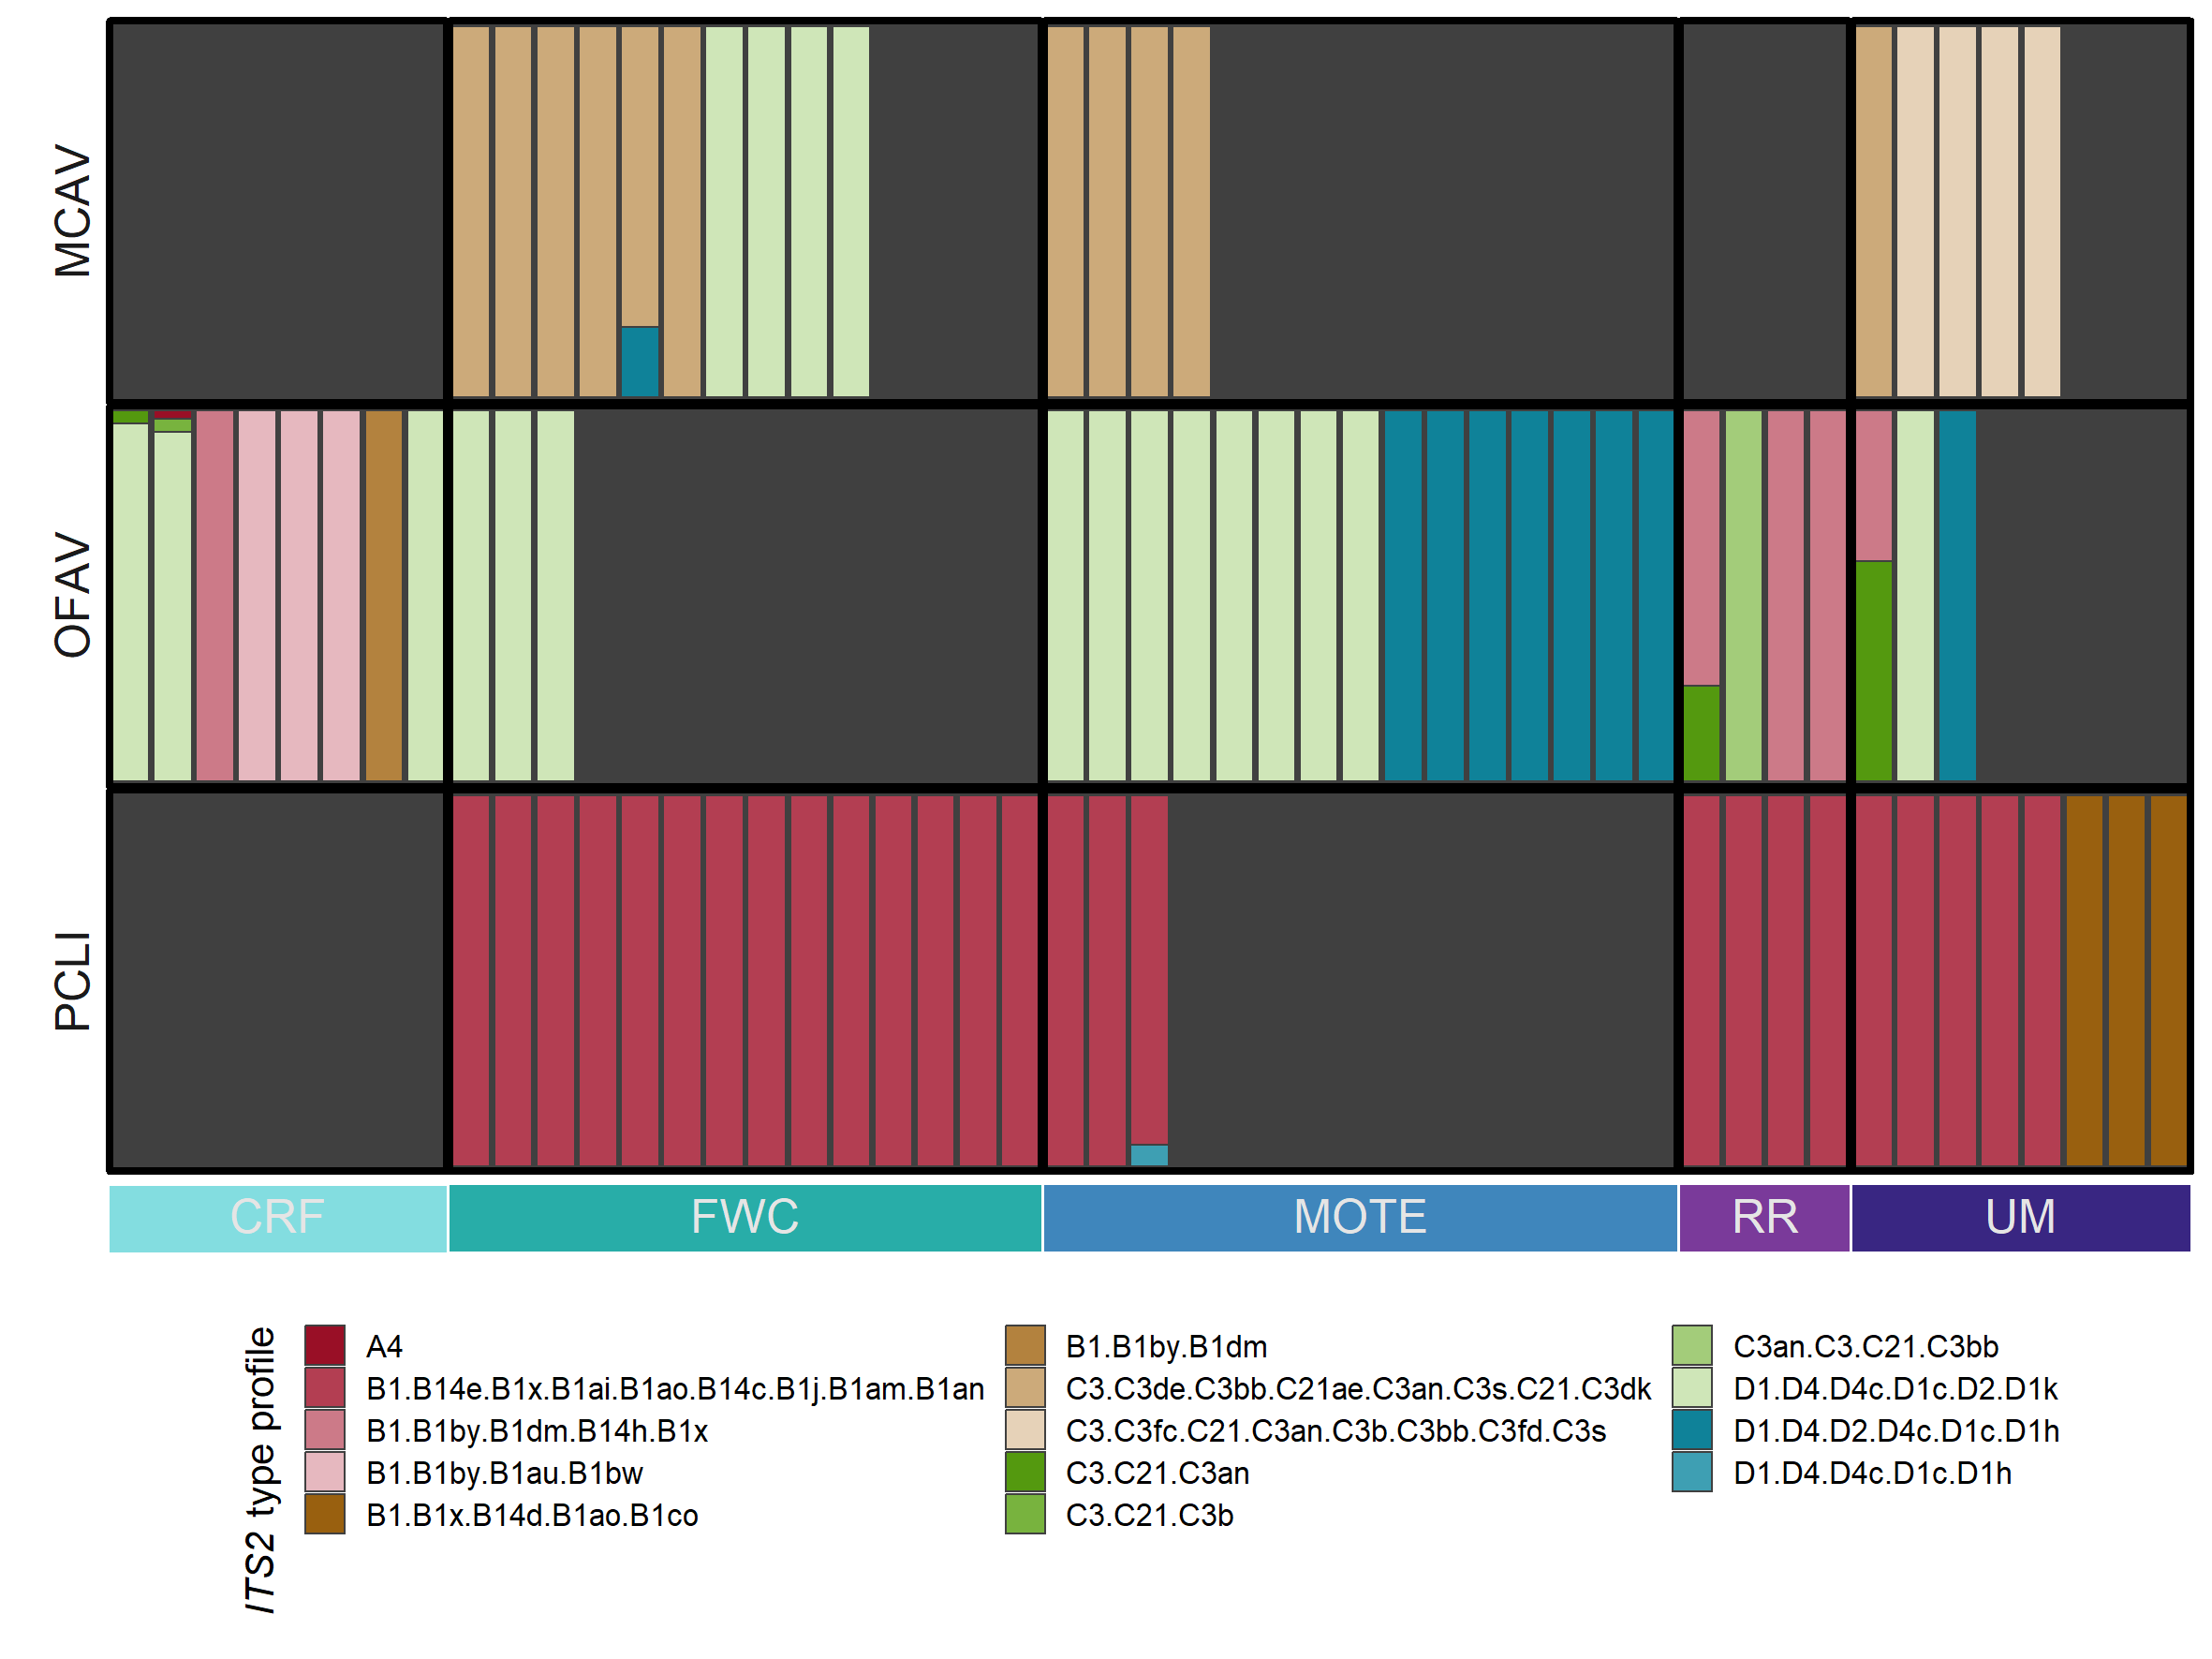 MCAV
OFAV
PCLI
CRF FWC MOTE RR UM
ITS2 type profile
A4
B1.B14e.B1x.B1ai.B1ao.B14c.B1j.B1am.B1an
B1.B1by.B1dm.B14h.B1x
B1.B1by.B1au.B1bw
B1.B1x.B14d.B1ao.B1co
B1.B1by.B1dm
C3.C3de.C3bb.C21ae.C3an.C3s.C21.C3dk
C3.C3fc.C21.C3an.C3b.C3bb.C3fd.C3s
C3.C21.C3an
C3.C21.C3b
C3an.C3.C21.C3bb
D1.D4.D4c.D1c.D2.D1k
D1.D4.D2.D4c.D1c.D1h
D1.D4.D4c.D1c.D1h